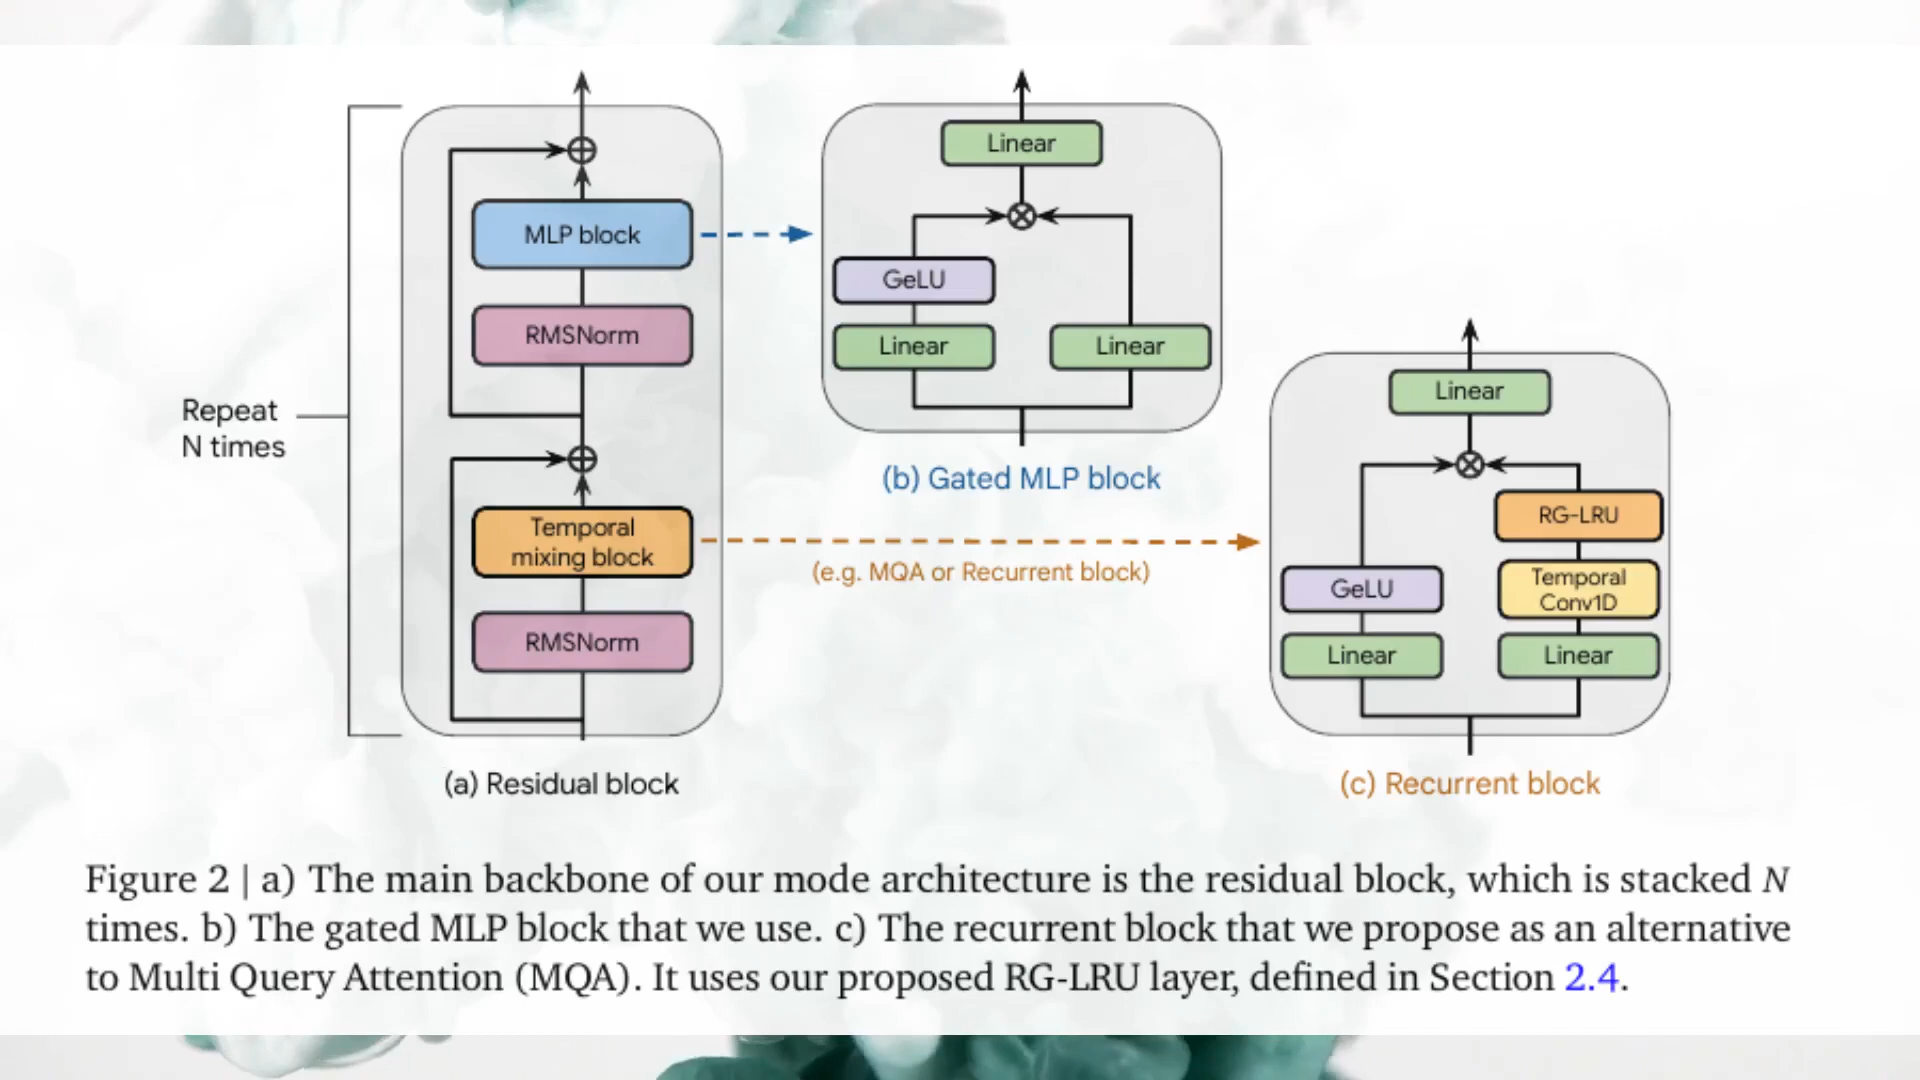 Repeat
N times
MLP block
RMSNorm
Temporal
mixing block
RMSNorm
(a) Residual block
Linear
GeLU
Linear
Linear
(b) Gated MLP block
(e.g. MQA or Recurrent block)
Linear
RG-LRU
GeLU
Temporal
Conv1D
Linear
Linear
(c) Recurrent block
Figure 2 | a) The main backbone of our mode architecture is the residual block, which is stacked N
times. b) The gated MLP block that we use. c) The recurrent block that we propose as an alternative
to Multi Query Attention (MQA). It uses our proposed RG-LRU layer, defined in Section 2.4.